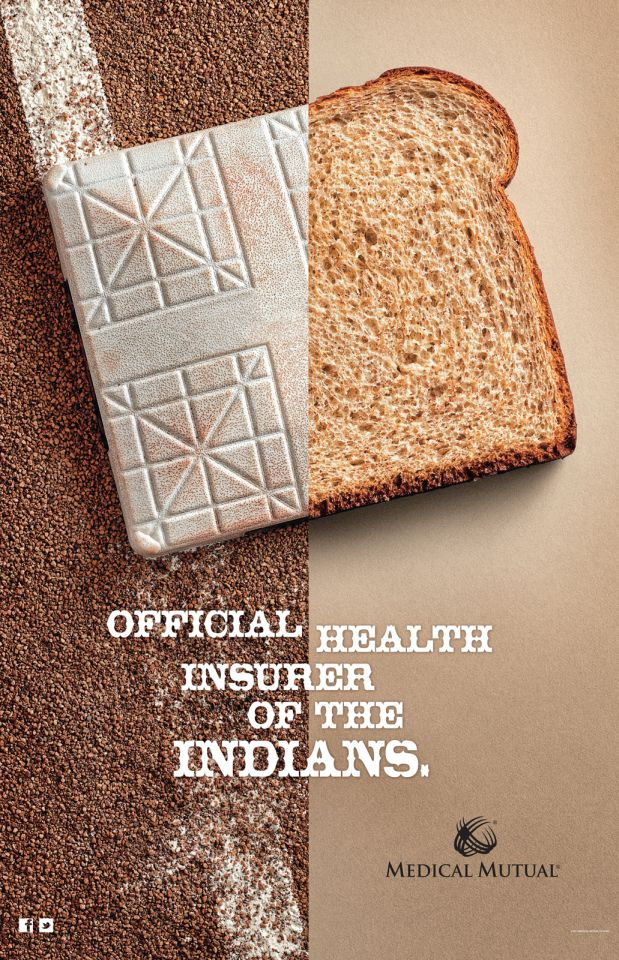 OFFICIAL HEALTH
INSURER
OF THE
INDIANS.
MEDICAL MUTUAL®